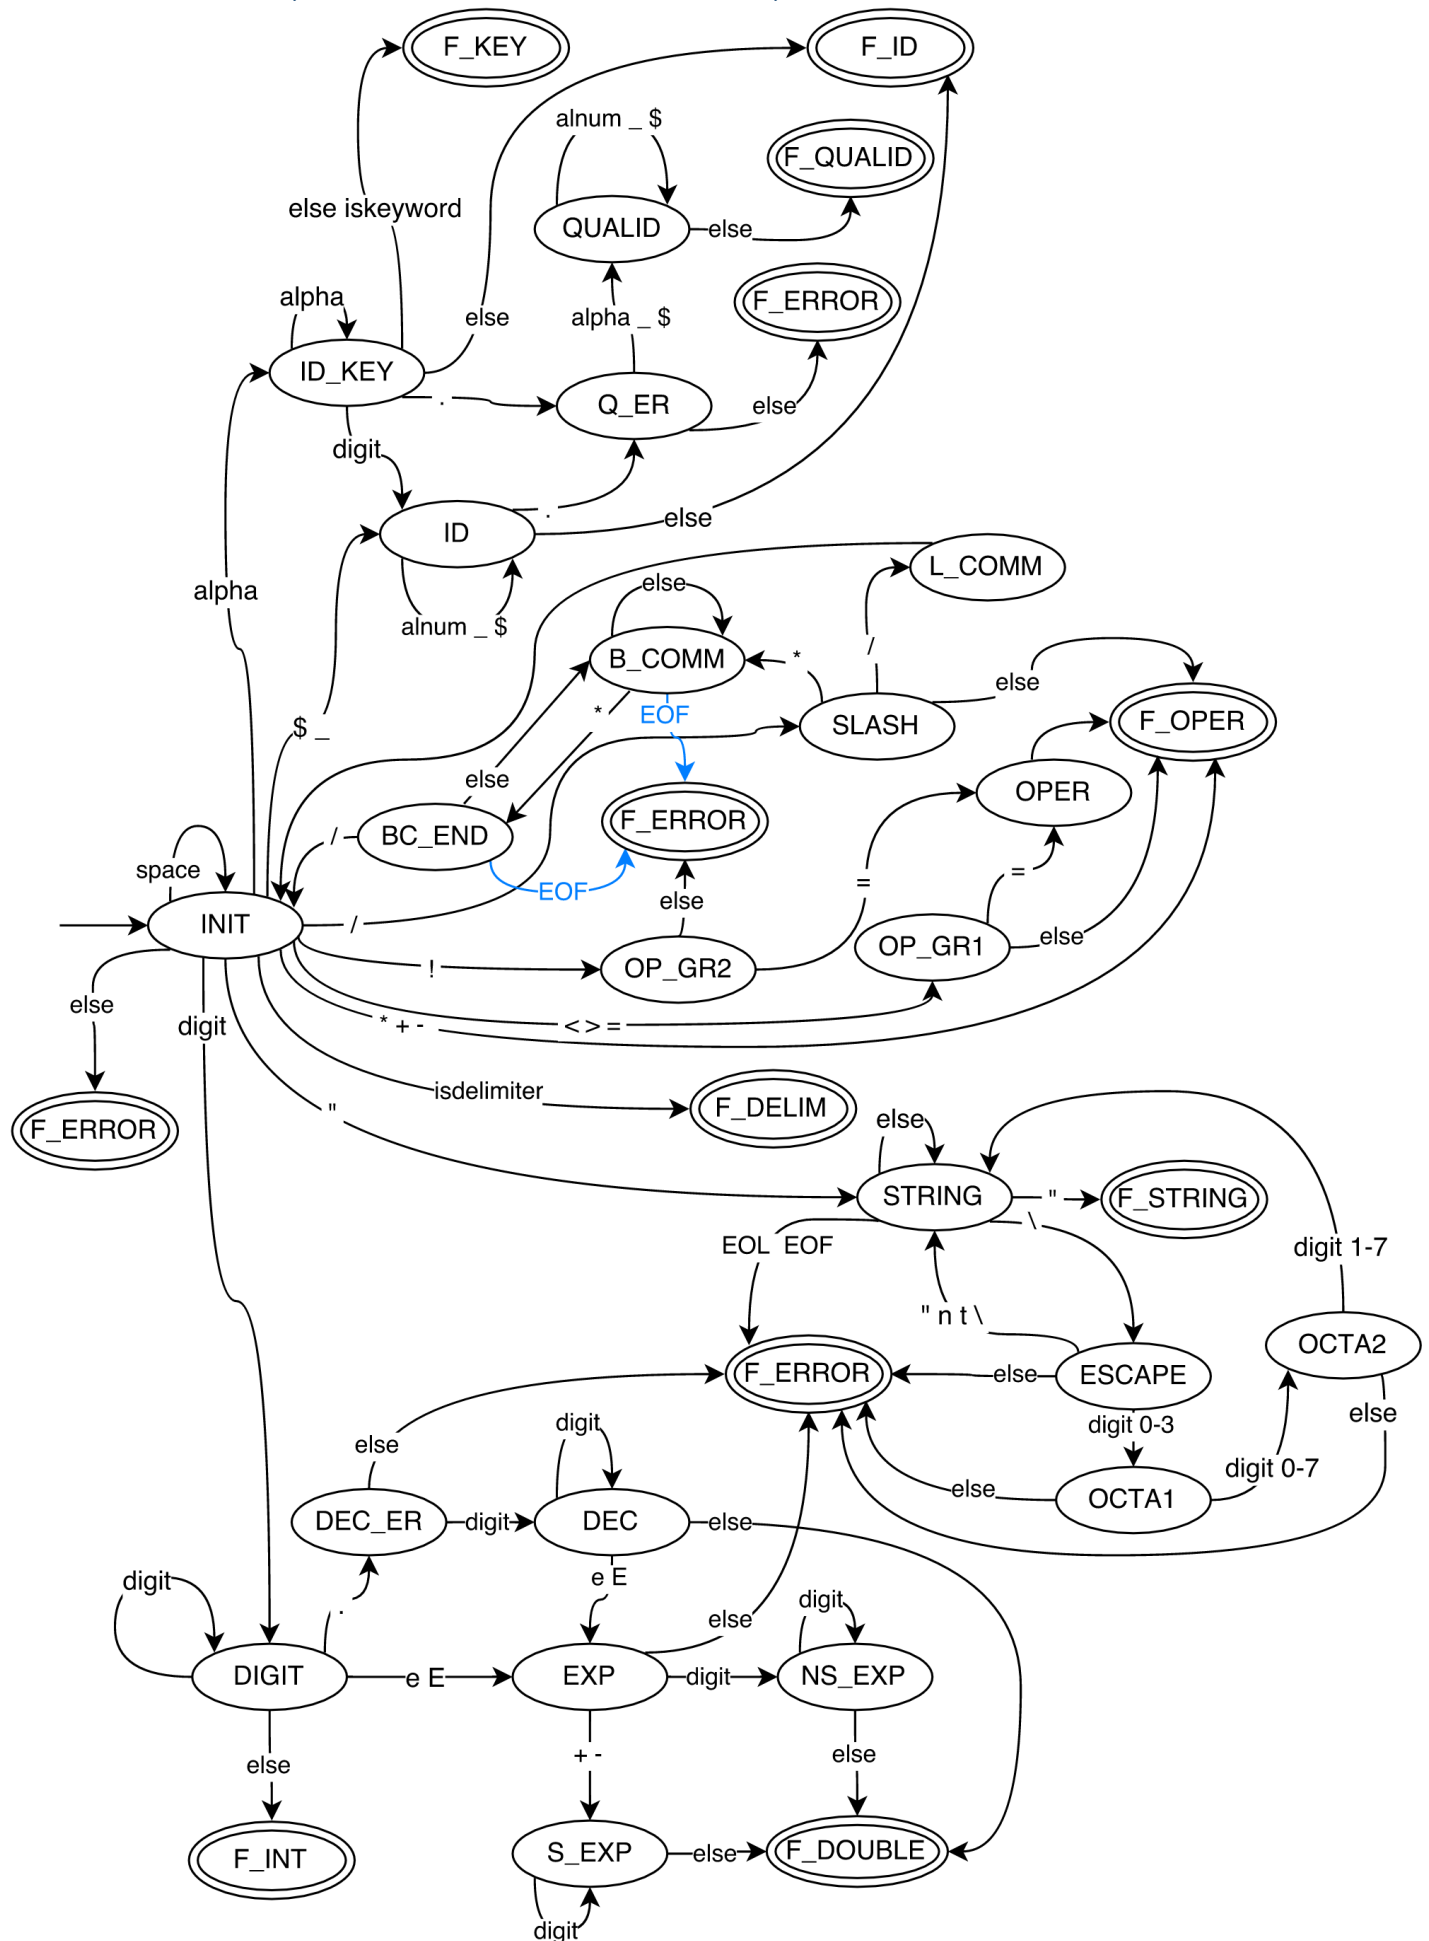 F_KEY
F_ID
alnum _ $
F_QUALID
else iskeyword
QUALID
else
alpha
else
alpha _ $
F_ERROR
ID_KEY
.
Q_ER
else
digit
ID
.
else
L_COMM
else
alpha
alnum _ $
/
B_COMM
*
else
$ _
*
EOF
SLASH
F_OPER
else
OPER
F_ERROR
/
BC_END
space
=
=
EOF
else
INIT
/
OP_GR1
else
!
OP_GR2
else
digit
* + -
< > =
isdelimiter
F_DELIM
"
else
F_ERROR
STRING
"
F_STRING
\
EOL EOF
digit 1-7
" n t \
OCTA2
F_ERROR
else
ESCAPE
else
digit 0-3
digit
else
digit 0-7
else
OCTA1
DEC_ER
digit
DEC
else
e E
digit
.
else
digit
DIGIT
e E
EXP
digit
NS_EXP
+ -
else
else
S_EXP
else
F_DOUBLE
F_INT
digit